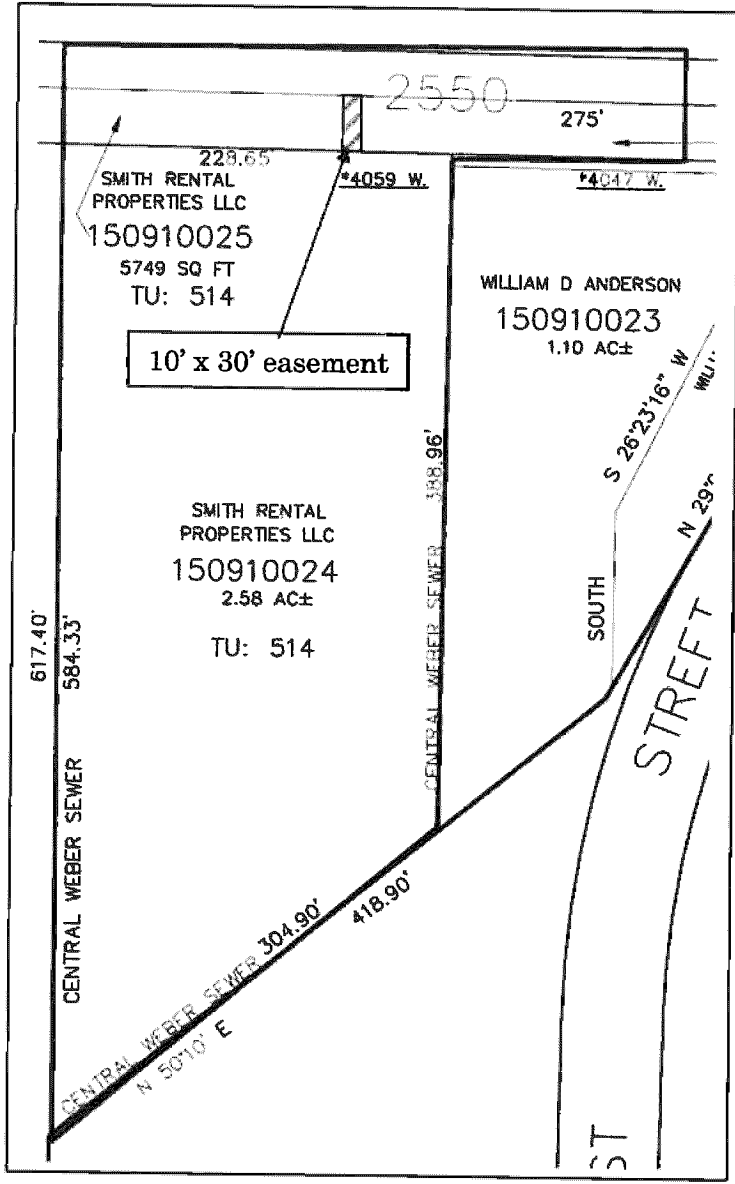 2550
275'
228.65'
*4059 W.
*4047 W.
SMITH RENTAL
PROPERTIES LLC
150910025
5749 SQ FT
TU: 514
WILLIAM D ANDERSON
150910023
1.10 AC±
10' x 30' easement
S 26°23'16" W
N 29°
SOUTH
388.96'
CENTRAL WEBER SEWER
SMITH RENTAL
PROPERTIES LLC
150910024
2.58 AC±
TU: 514
617.40'
584.33'
CENTRAL WEBER SEWER
STREET
304.90'
418.90'
CENTRAL WEBER SEWER
N 50°10' E
ST